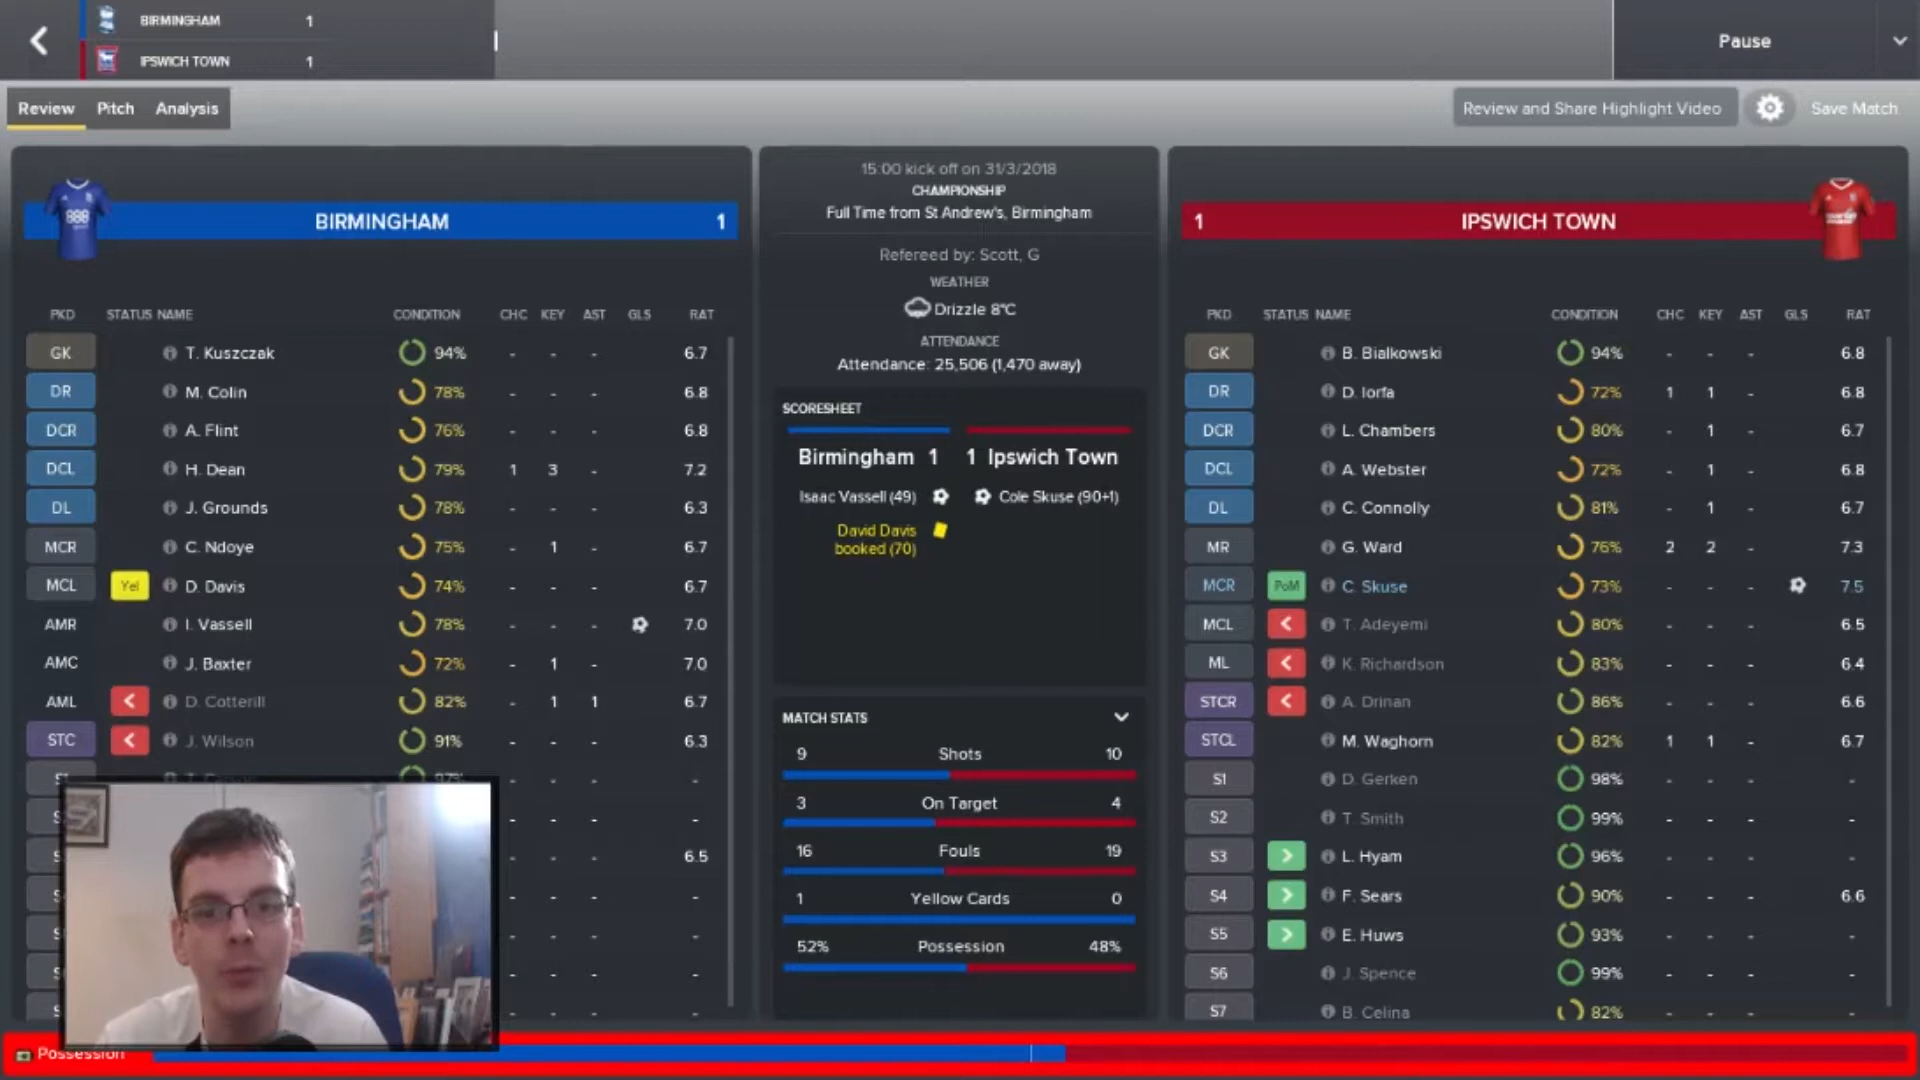 BIRMINGHAM 1
IPSWICH TOWN 1
Pause
Review Pitch Analysis
Review and Share Highlight Video Save Match
BIRMINGHAM 1
PKD STATUS NAME CONDITION CHC KEY AST GLS RAT
GK T. Kuszczak 94% - - - 6.7
DR M. Colin 78% - - - 6.8
DCR A. Flint 76% - - - 6.8
DCL H. Dean 79% 1 3 - 7.2
DL J. Grounds 78% - - - 6.3
MCR C. Ndoye 75% - 1 - 6.7
MCL Yel D. Davis 74% - - - 6.7
AMR I. Vassell 78% - - - 7.0
AMC J. Baxter 72% - 1 - 7.0
AML D. Cotterill 82% - 1 1 6.7
STC J. Wilson 91% - - - 6.3
S1 97% - - - -
- - - -
- - - 6.5
- - - -
- - - -
- - - -
- - - -
15:00 kick off on 31/3/2018
CHAMPIONSHIP
Full Time from St Andrew's, Birmingham
Refereed by: Scott, G
WEATHER
Drizzle 8°C
ATTENDANCE
Attendance: 25,506 (1,470 away)
SCORESHEET
Birmingham 1 1 Ipswich Town
Isaac Vassell (49) Cole Skuse (90+1)
David Davis
booked (70)
MATCH STATS
9 Shots 10
3 On Target 4
16 Fouls 19
1 Yellow Cards 0
52% Possession 48%
1 IPSWICH TOWN
PKD STATUS NAME CONDITION CHC KEY AST GLS RAT
GK B. Bialkowski 94% - - - 6.8
DR D. Iorfa 72% 1 1 - 6.8
DCR L. Chambers 80% - 1 - 6.7
DCL A. Webster 72% - 1 - 6.8
DL C. Connolly 81% - 1 - 6.7
MR G. Ward 76% 2 2 - 7.3
MCR PoM C. Skuse 73% - - - 7.5
MCL T. Adeyemi 80% - - - 6.5
ML K. Richardson 83% - - - 6.4
STCR A. Drinan 86% - - - 6.6
STCL M. Waghorn 82% 1 1 - 6.7
S1 D. Gerken 98% - - - -
S2 T. Smith 99% - - - -
S3 L. Hyam 96% - - - -
S4 F. Sears 90% - - - 6.6
S5 E. Huws 93% - - - -
S6 J. Spence 99% - - - -
S7 B. Celina 82% - - - -
Possession